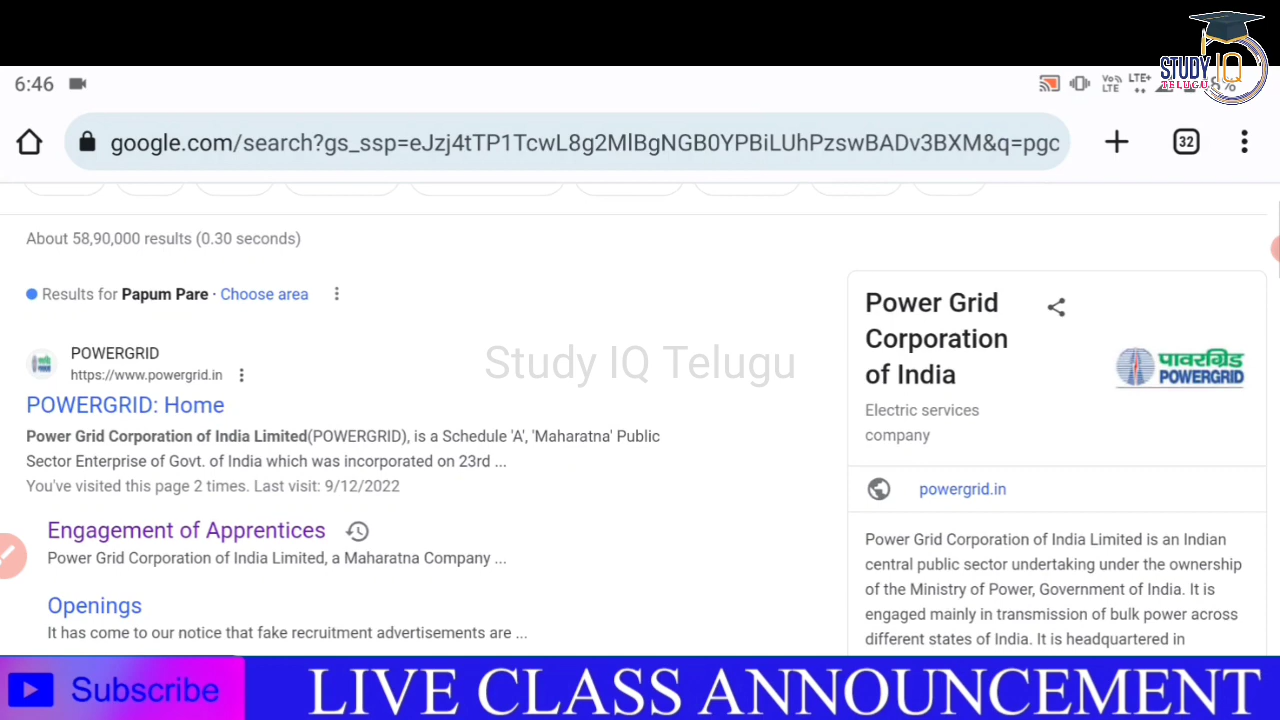 STUDY IQ
TELUGU
6:46
Vo)) LTE LTE+ 8%
google.com/search?gs_ssp=eJzj4tTP1TcwL8g2MlBgNGB0YPBiLUhPzswBADv3BXM&q=pgc
32
About 58,90,000 results (0.30 seconds)
Results for Papum Pare · Choose area
POWERGRID
https://www.powergrid.in
POWERGRID: Home
Power Grid Corporation of India Limited(POWERGRID), is a Schedule 'A', 'Maharatna' Public
Sector Enterprise of Govt. of India which was incorporated on 23rd ...
You've visited this page 2 times. Last visit: 9/12/2022
Engagement of Apprentices
Power Grid Corporation of India Limited, a Maharatna Company ...
Openings
It has come to our notice that fake recruitment advertisements are ...
Study IQ Telugu
Power Grid
Corporation
of India
पावरग्रिड
POWERGRID
Electric services
company
powergrid.in
Power Grid Corporation of India Limited is an Indian
central public sector undertaking under the ownership
of the Ministry of Power, Government of India. It is
engaged mainly in transmission of bulk power across
different states of India. It is headquartered in
Subscribe
LIVE CLASS ANNOUNCEMENT